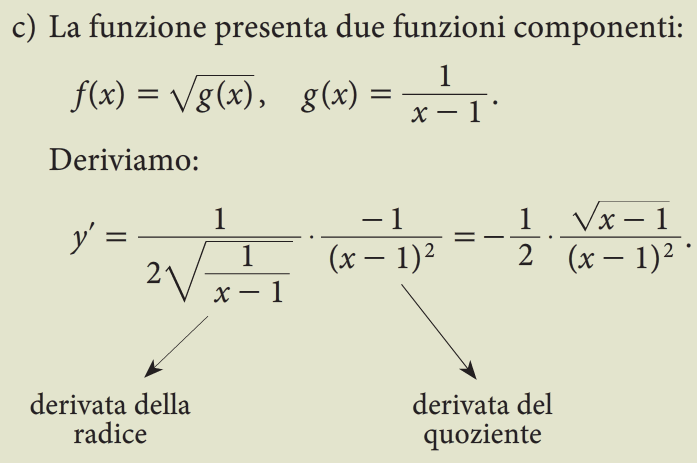 c) La funzione presenta due funzioni componenti:
f(x) = √g(x), g(x) = 1/(x − 1).
Deriviamo:
y′ = 1/(2√(1/(x − 1))) · −1/(x − 1)² = −1/2 · √(x − 1)/(x − 1)².
derivata della
radice
derivata del
quoziente